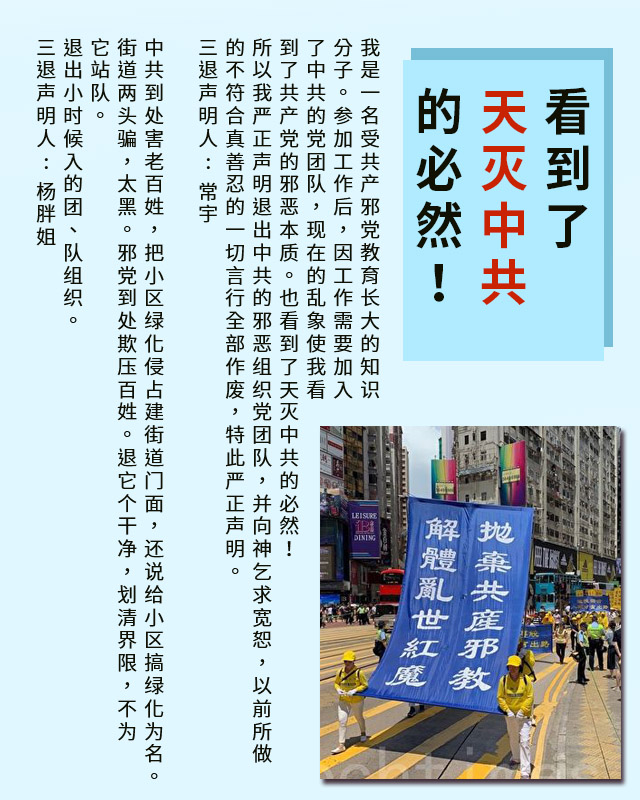 看到了
天灭中共
的必然！
我是一名受共产邪党教育长大的知识
分子。参加工作后，因工作需要加入
了中共的党团队，现在的乱象使我看
到了共产党的邪恶本质。也看到了天灭中共的必然！
所以我严正声明退出中共的邪恶组织党团队，并向神乞求宽恕，以前所做
的不符合真善忍的一切言行全部作废，特此严正声明。
三退声明人：常宇
中共到处害老百姓，把小区绿化侵占建街道门面，还说给小区搞绿化为名。
街道两头骗，太黑。邪党到处欺压百姓。退它个干净，划清界限，不为
它站队。
退出小时候入的团、队组织。
三退声明人：杨胖姐
拋棄共産邪教
解體亂世紅魔
LEISURE
DINING